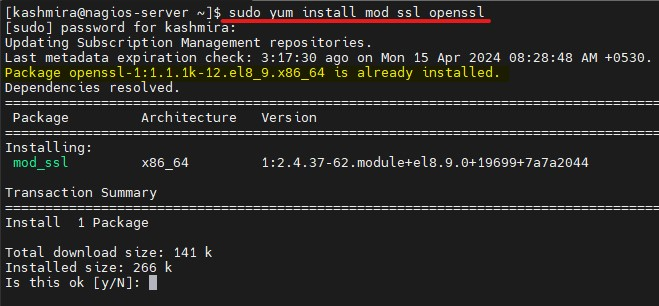 [kashmira@nagios-server ~]$ sudo yum install mod ssl openssl
[sudo] password for kashmira:
Updating Subscription Management repositories.
Last metadata expiration check: 3:17:30 ago on Mon 15 Apr 2024 08:28:48 AM +0530.
Package openssl-1:1.1.1k-12.el8_9.x86_64 is already installed.
Dependencies resolved.
================================================================================
Package Architecture Version
================================================================================
Installing:
mod_ssl x86_64 1:2.4.37-62.module+el8.9.0+19699+7a7a2044
Transaction Summary
================================================================================
Install 1 Package
Total download size: 141 k
Installed size: 266 k
Is this ok [y/N]: